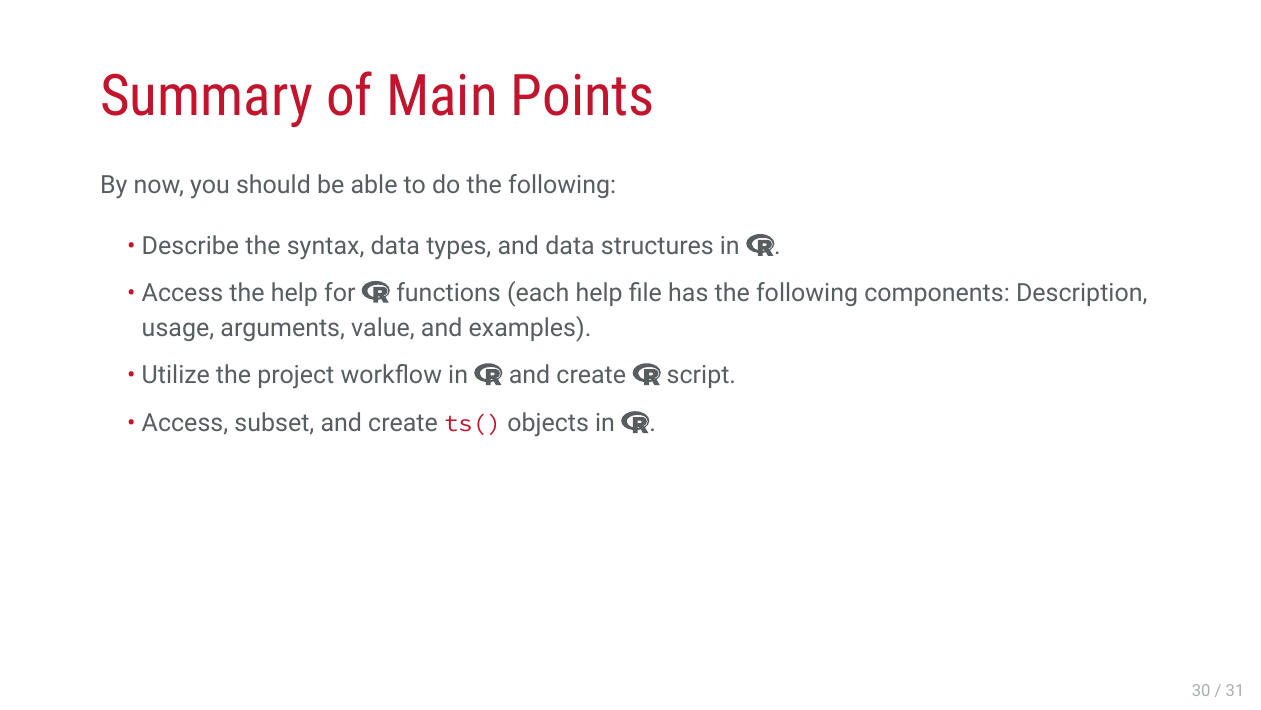 Summary of Main Points
By now, you should be able to do the following:
• Describe the syntax, data types, and data structures in R.
• Access the help for R functions (each help file has the following components: Description,
usage, arguments, value, and examples).
• Utilize the project workflow in R and create R script.
• Access, subset, and create ts() objects in R.
30 / 31